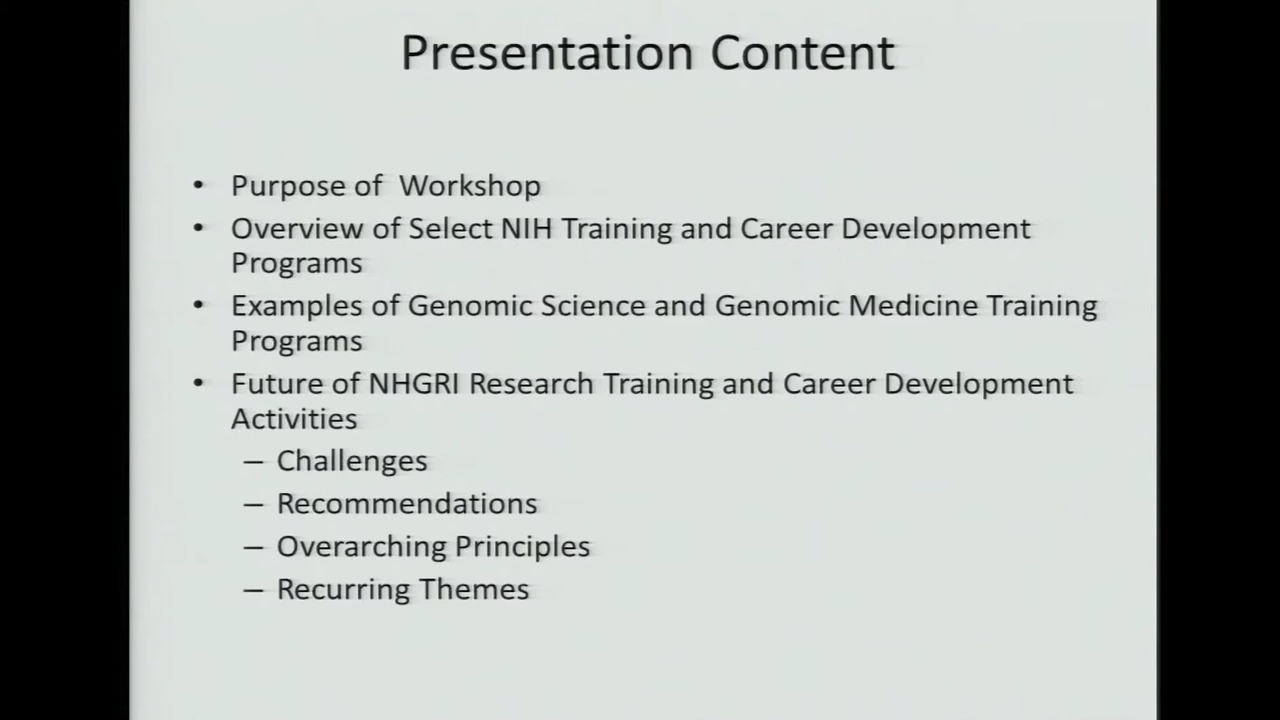 Presentation Content
• Purpose of  Workshop
• Overview of Select NIH Training and Career Development
Programs
• Examples of Genomic Science and Genomic Medicine Training
Programs
• Future of NHGRI Research Training and Career Development
Activities
– Challenges
– Recommendations
– Overarching Principles
– Recurring Themes